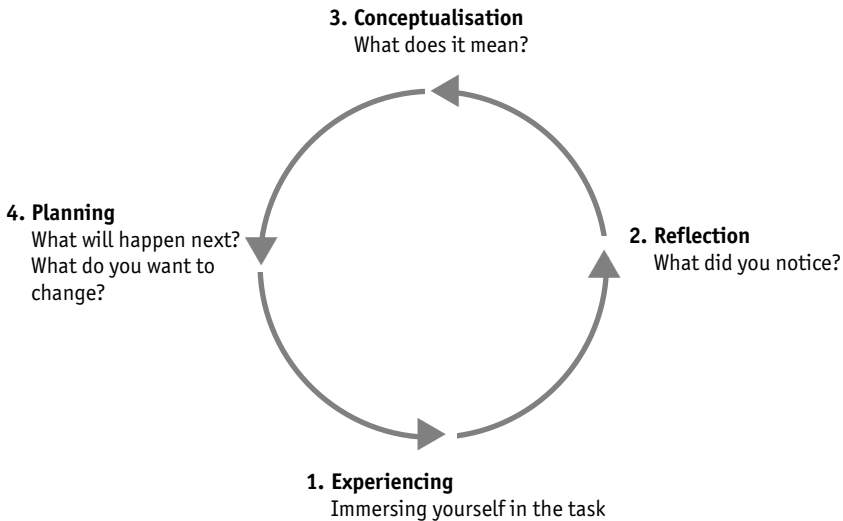 3. Conceptualisation
What does it mean?
4. Planning
What will happen next?
What do you want to
change?
2. Reflection
What did you notice?
1. Experiencing
Immersing yourself in the task